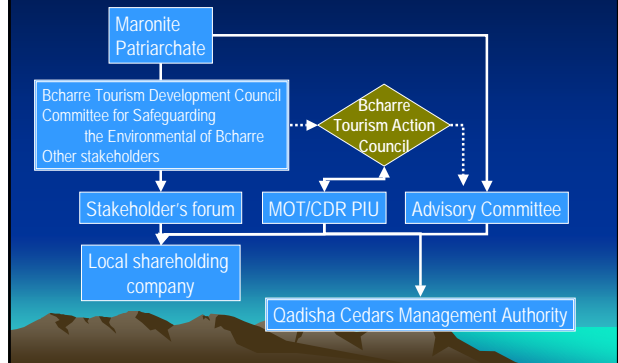 Maronite
Patriarchate
Bcharre Tourism Development Council
Committee for Safeguarding
the Environmental of Bcharre
Other stakeholders
Bcharre
Tourism Action
Council
Stakeholder's forum
MOT/CDR PIU
Advisory Committee
Local shareholding
company
Qadisha Cedars Management Authority